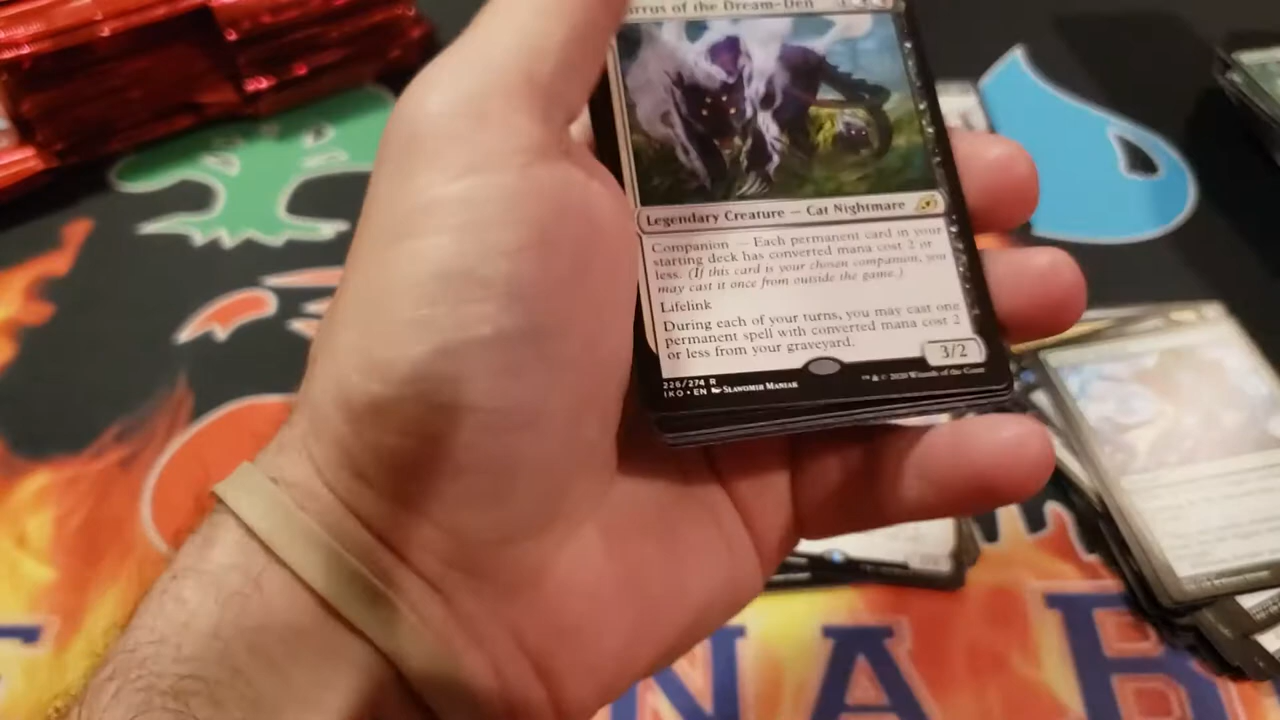 of the Dream-Den
Legendary Creature — Cat Nightmare
Companion — Each permanent card in your
starting deck has converted mana cost 2 or
less. (If this card is your chosen companion, you
may cast it once from outside the game.)
Lifelink
During each of your turns, you may cast one
permanent spell with converted mana cost 2
or less from your graveyard.
3/2
226/274 R
IKO • EN SLAWOMIR MANIAK
™ & © 2020 Wizards of the Coast
NA B